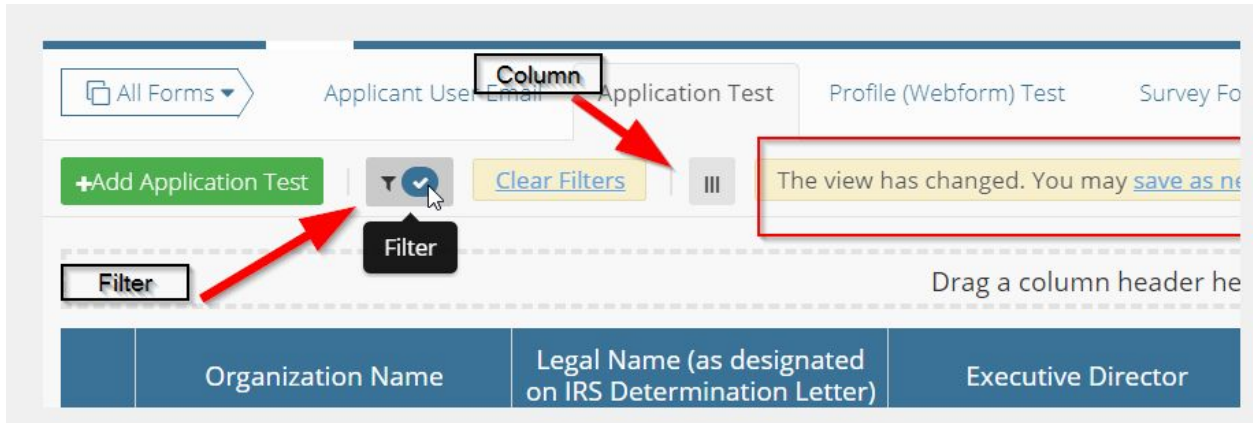 Column
All Forms
Applicant User Email
Application Test
Profile (Webform) Test
Survey Fo
+Add Application Test
Clear Filters
The view has changed. You may save as ne
Filter
Filter
Drag a column header he
Organization Name
Legal Name (as designated
on IRS Determination Letter)
Executive Director